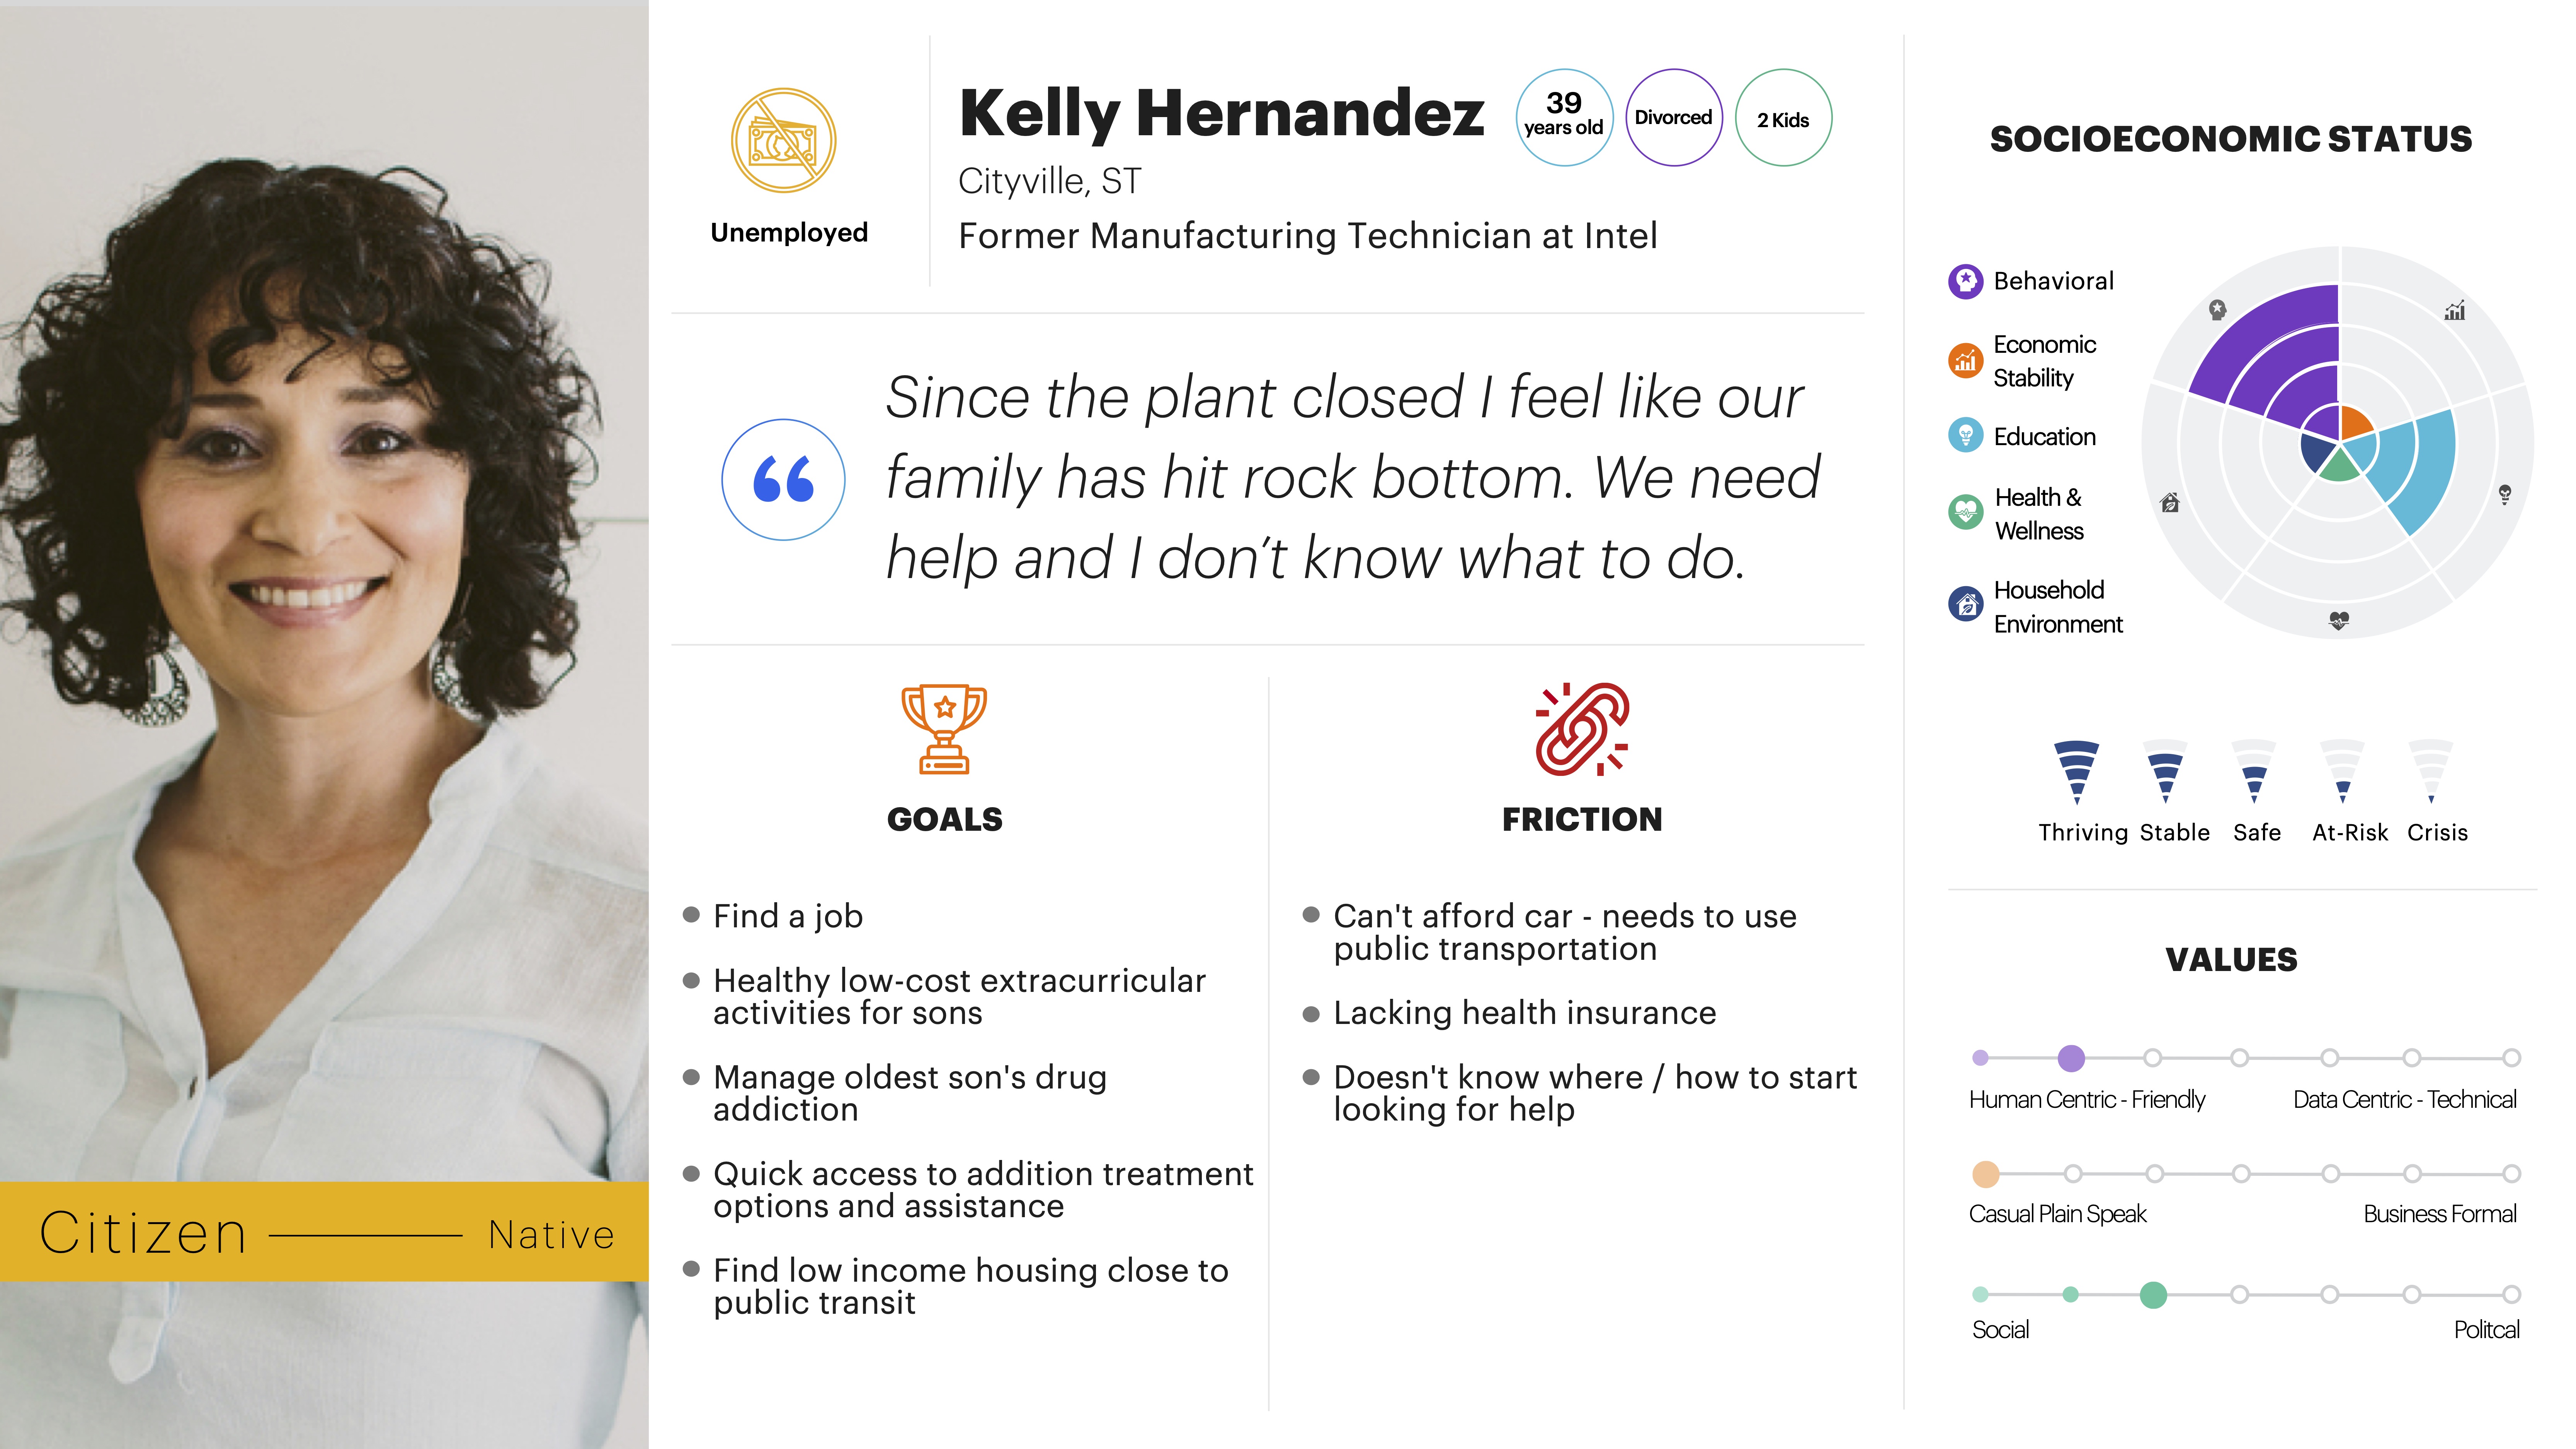 Unemployed
Kelly Hernandez
39
years old
Divorced
2 Kids
Cityville, ST
Former Manufacturing Technician at Intel
“
Since the plant closed I feel like our
family has hit rock bottom. We need
help and I don’t know what to do.
GOALS
Find a job
Healthy low-cost extracurricular
activities for sons
Manage oldest son's drug
addiction
Quick access to addition treatment
options and assistance
Find low income housing close to
public transit
FRICTION
Can't afford car - needs to use
public transportation
Lacking health insurance
Doesn't know where / how to start
looking for help
Citizen
Native
SOCIOECONOMIC STATUS
Behavioral
Economic
Stability
Education
Health &
Wellness
Household
Environment
Thriving
Stable
Safe
At-Risk
Crisis
VALUES
Human Centric - Friendly
Data Centric - Technical
Casual Plain Speak
Business Formal
Social
Politcal